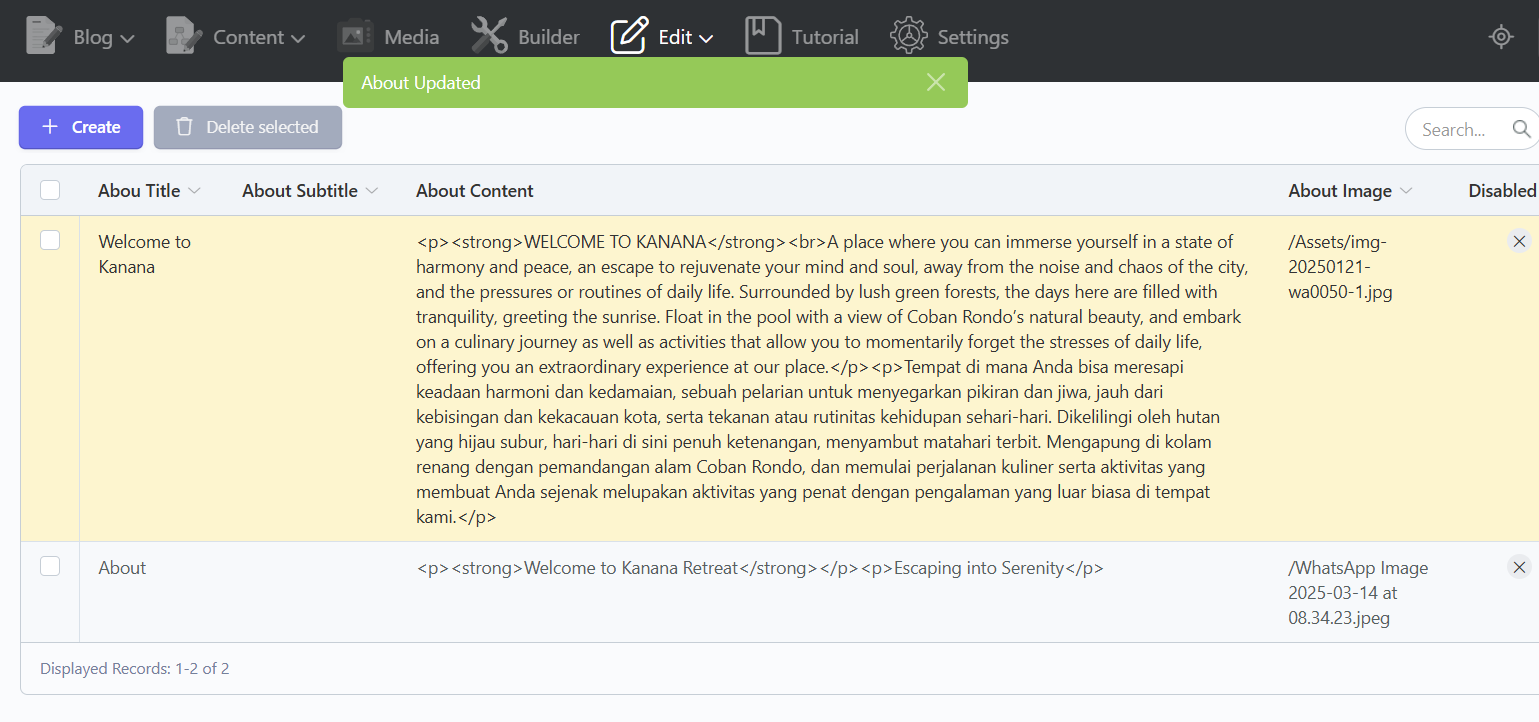 Blog Content Media Builder Edit Tutorial Settings
About Updated
Create Delete selected Search...
Abou Title About Subtitle About Content About Image Disabled
Welcome to Kanana
<p><strong>WELCOME TO KANANA</strong><br>A place where you can immerse yourself in a state of
harmony and peace, an escape to rejuvenate your mind and soul, away from the noise and chaos of the city,
and the pressures or routines of daily life. Surrounded by lush green forests, the days here are filled with
tranquility, greeting the sunrise. Float in the pool with a view of Coban Rondo’s natural beauty, and embark
on a culinary journey as well as activities that allow you to momentarily forget the stresses of daily life,
offering you an extraordinary experience at our place.</p><p>Tempat di mana Anda bisa meresapi
keadaan harmoni dan kedamaian, sebuah pelarian untuk menyegarkan pikiran dan jiwa, jauh dari
kebisingan dan kekacauan kota, serta tekanan atau rutinitas kehidupan sehari-hari. Dikelilingi oleh hutan
yang hijau subur, hari-hari di sini penuh ketenangan, menyambut matahari terbit. Mengapung di kolam
renang dengan pemandangan alam Coban Rondo, dan memulai perjalanan kuliner serta aktivitas yang
membuat Anda sejenak melupakan aktivitas yang penat dengan pengalaman yang luar biasa di tempat
kami.</p>
/Assets/img-
20250121-
wa0050-1.jpg
About
<p><strong>Welcome to Kanana Retreat</strong></p><p>Escaping into Serenity</p>
/WhatsApp Image
2025-03-14 at
08.34.23.jpeg
Displayed Records: 1-2 of 2